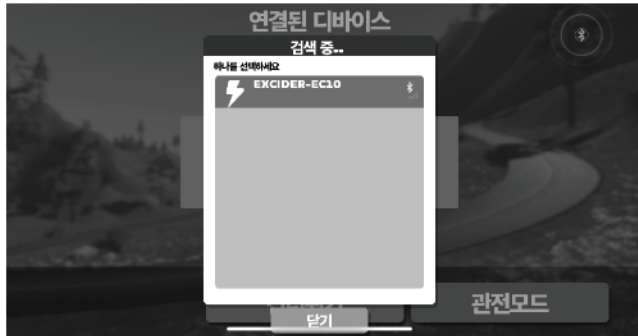 연결된 디바이스
검색 중..
하나를 선택하세요
EXCIDER-EC10
닫기
관전모드